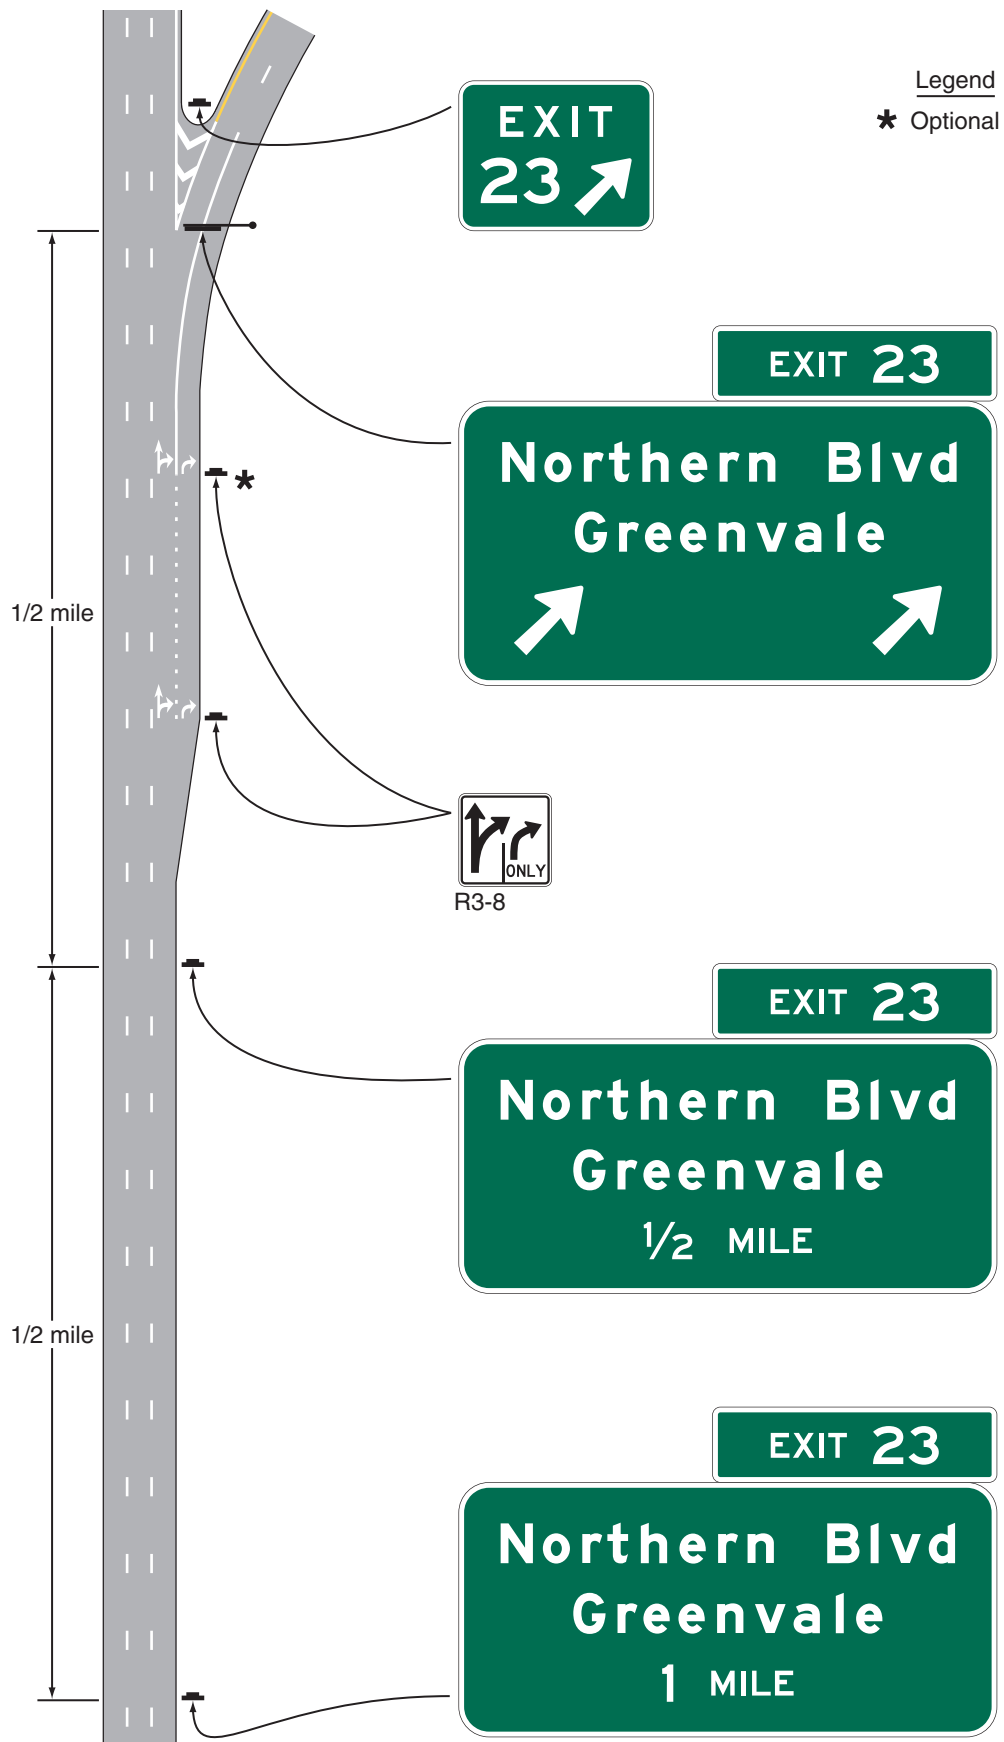 Legend
* Optional
EXIT
23
EXIT 23
Northern Blvd
Greenvale
1/2 mile
ONLY
R3-8
EXIT 23
Northern Blvd
Greenvale
1/2 MILE
1/2 mile
EXIT 23
Northern Blvd
Greenvale
1 MILE